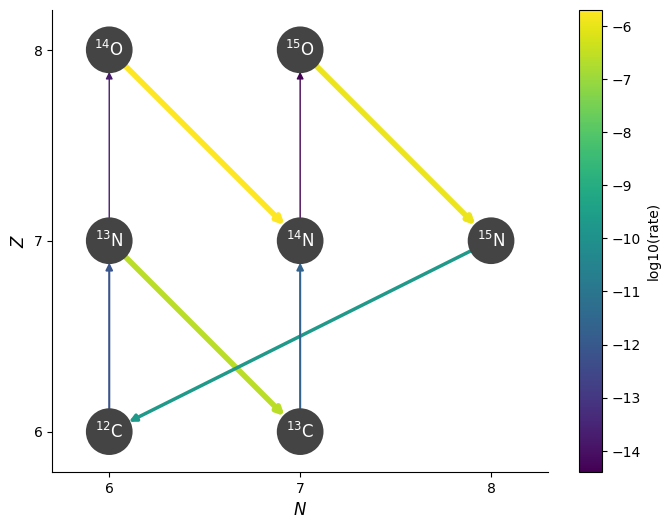 8
7
6
Z
6
7
8
N
¹⁴O
¹⁵O
¹³N
¹⁴N
¹⁵N
¹²C
¹³C
−6
−7
−8
−9
−10
−11
−12
−13
−14
log10(rate)